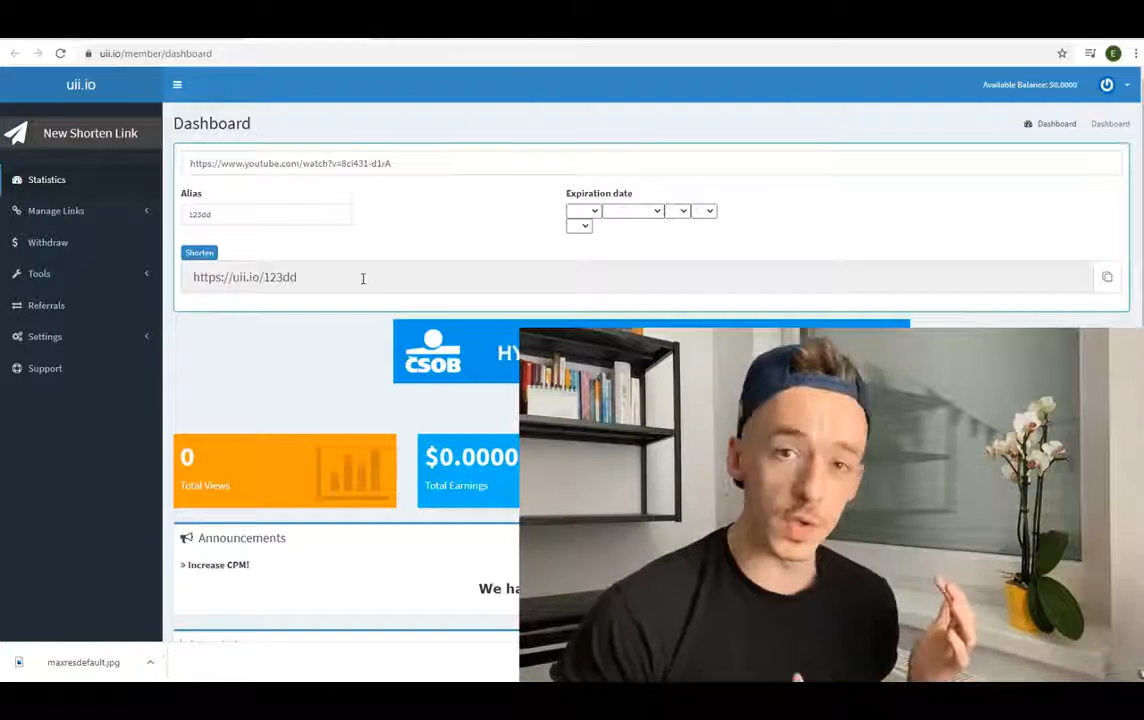 uii.io/member/dashboard
E
uii.io
Available Balance: $0.0000
New Shorten Link
Dashboard
Dashboard
Dashboard
https://www.youtube.com/watch?v=8ci431-d1rA
Statistics
Alias
Expiration date
Manage Links
123dd
Withdraw
Shorten
Tools
https://uii.io/123dd
Referrals
Settings
ČSOB
HY
Support
0
$0.0000
Total Views
Total Earnings
Announcements
» Increase CPM!
We ha
maxresdefault.jpg